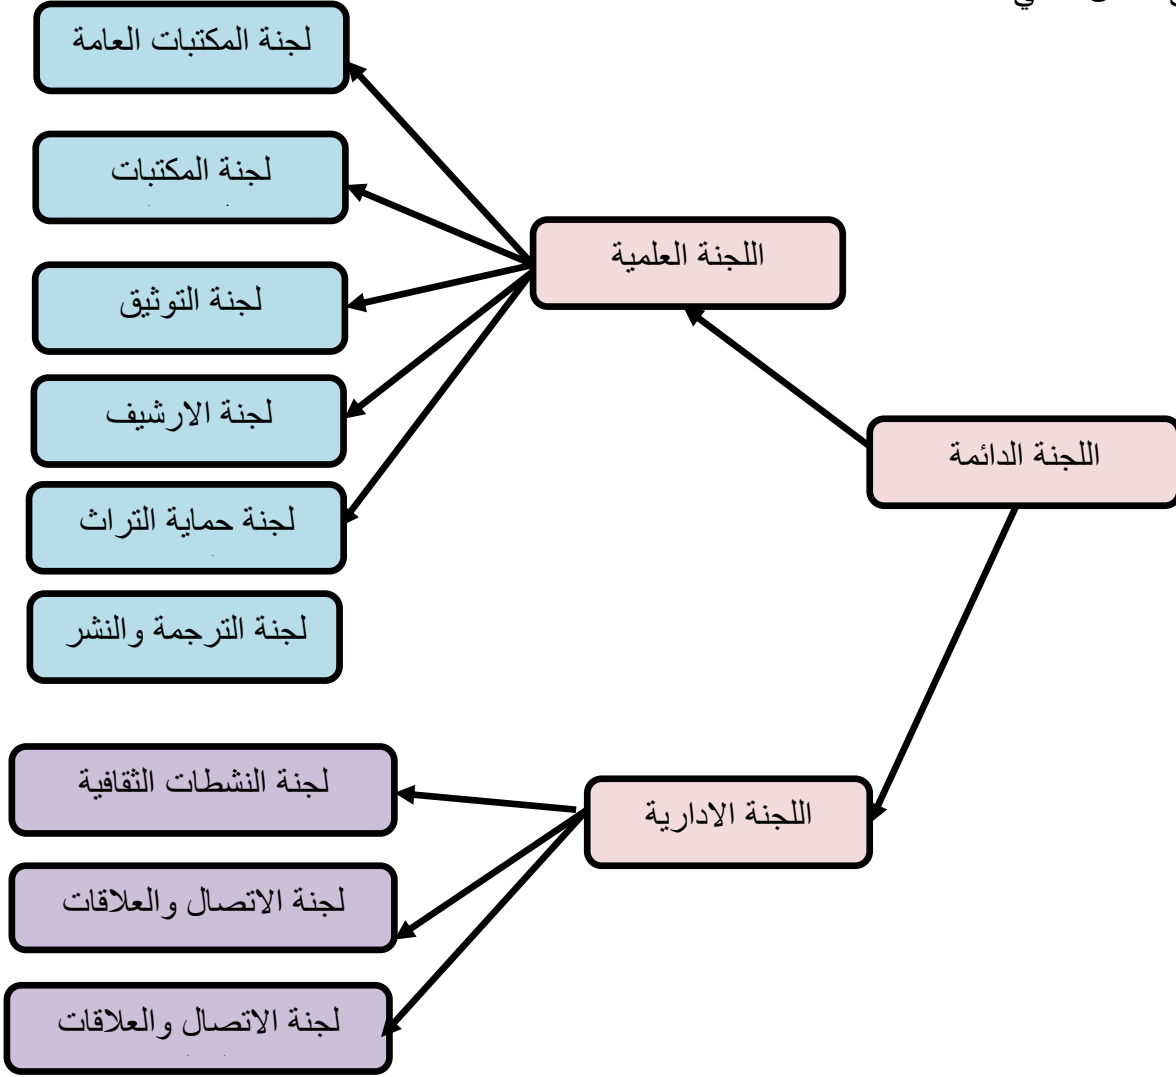 لجنة المكتبات العامة
لجنة المكتبات
اللجنة العلمية
لجنة التوثيق
لجنة الارشيف
اللجنة الدائمة
لجنة حماية التراث
لجنة الترجمة والنشر
لجنة النشطات الثقافية
اللجنة الادارية
لجنة الاتصال والعلاقات
لجنة الاتصال والعلاقات